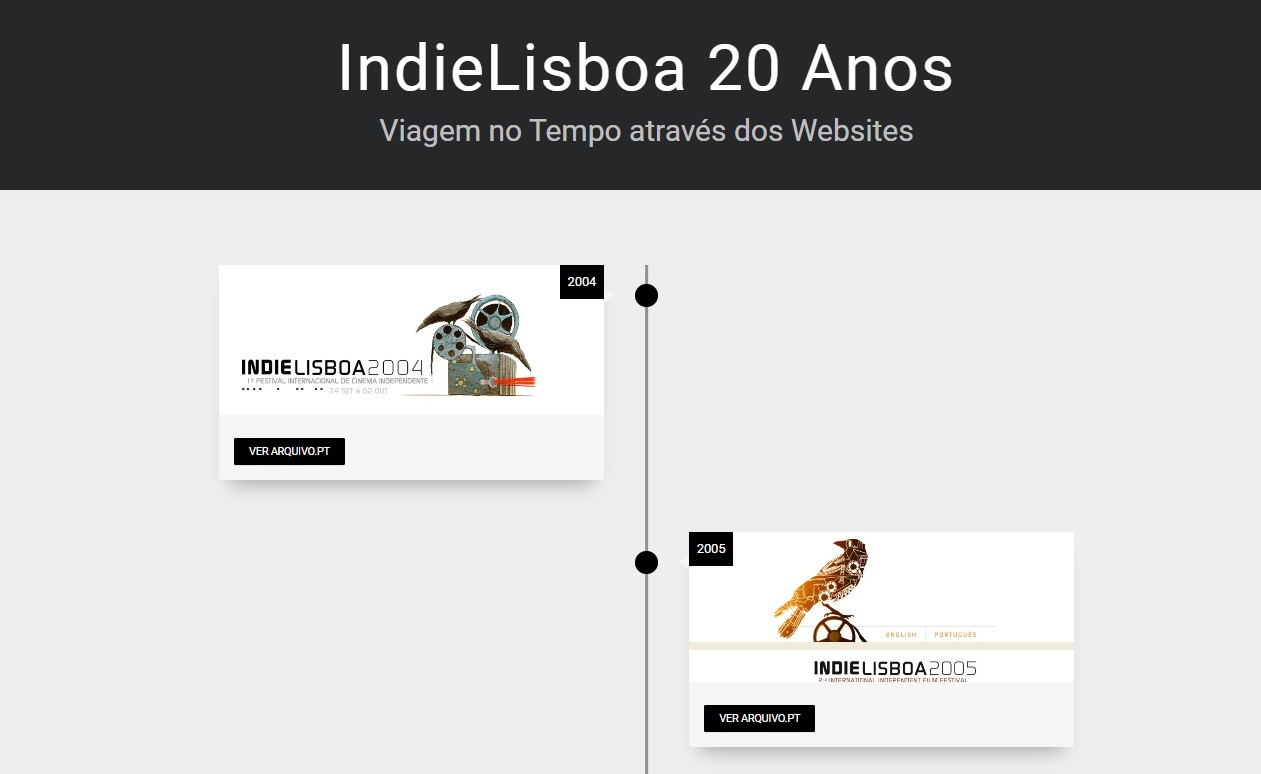 IndieLisboa 20 Anos
Viagem no Tempo através dos Websites
2004
INDIELISBOA2004
1º FESTIVAL INTERNACIONAL DE CINEMA INDEPENDENTE
24 SET a 02 OUT
VER ARQUIVO.PT
2005
ENGLISH PORTUGUÊS
INDIELISBOA2005
2nd INTERNATIONAL INDEPENDENT FILM FESTIVAL
VER ARQUIVO.PT